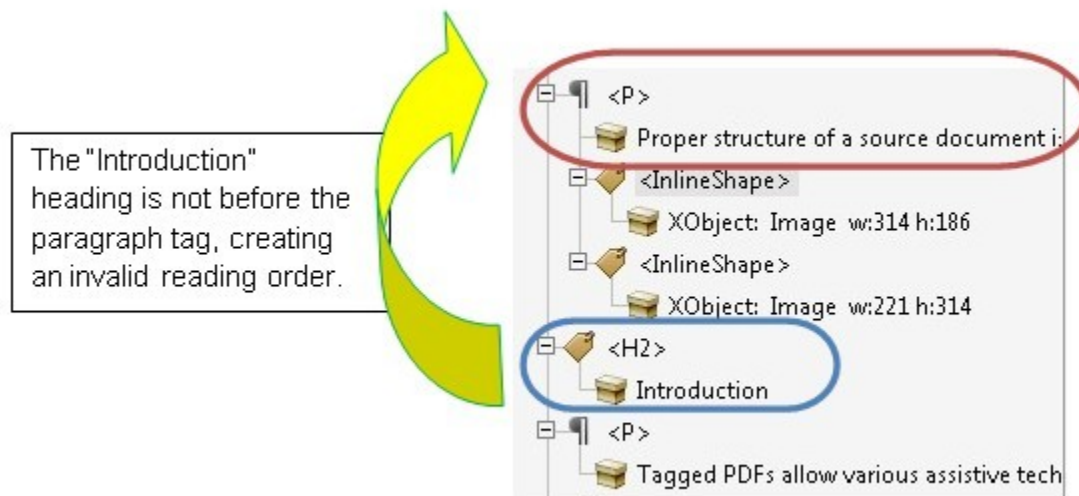 The "Introduction"
heading is not before the
paragraph tag, creating
an invalid reading order.
<P>
Proper structure of a source document i
<InlineShape>
XObject: Image w:314 h:186
<InlineShape>
XObject: Image w:221 h:314
<H2>
Introduction
<P>
Tagged PDFs allow various assistive tech